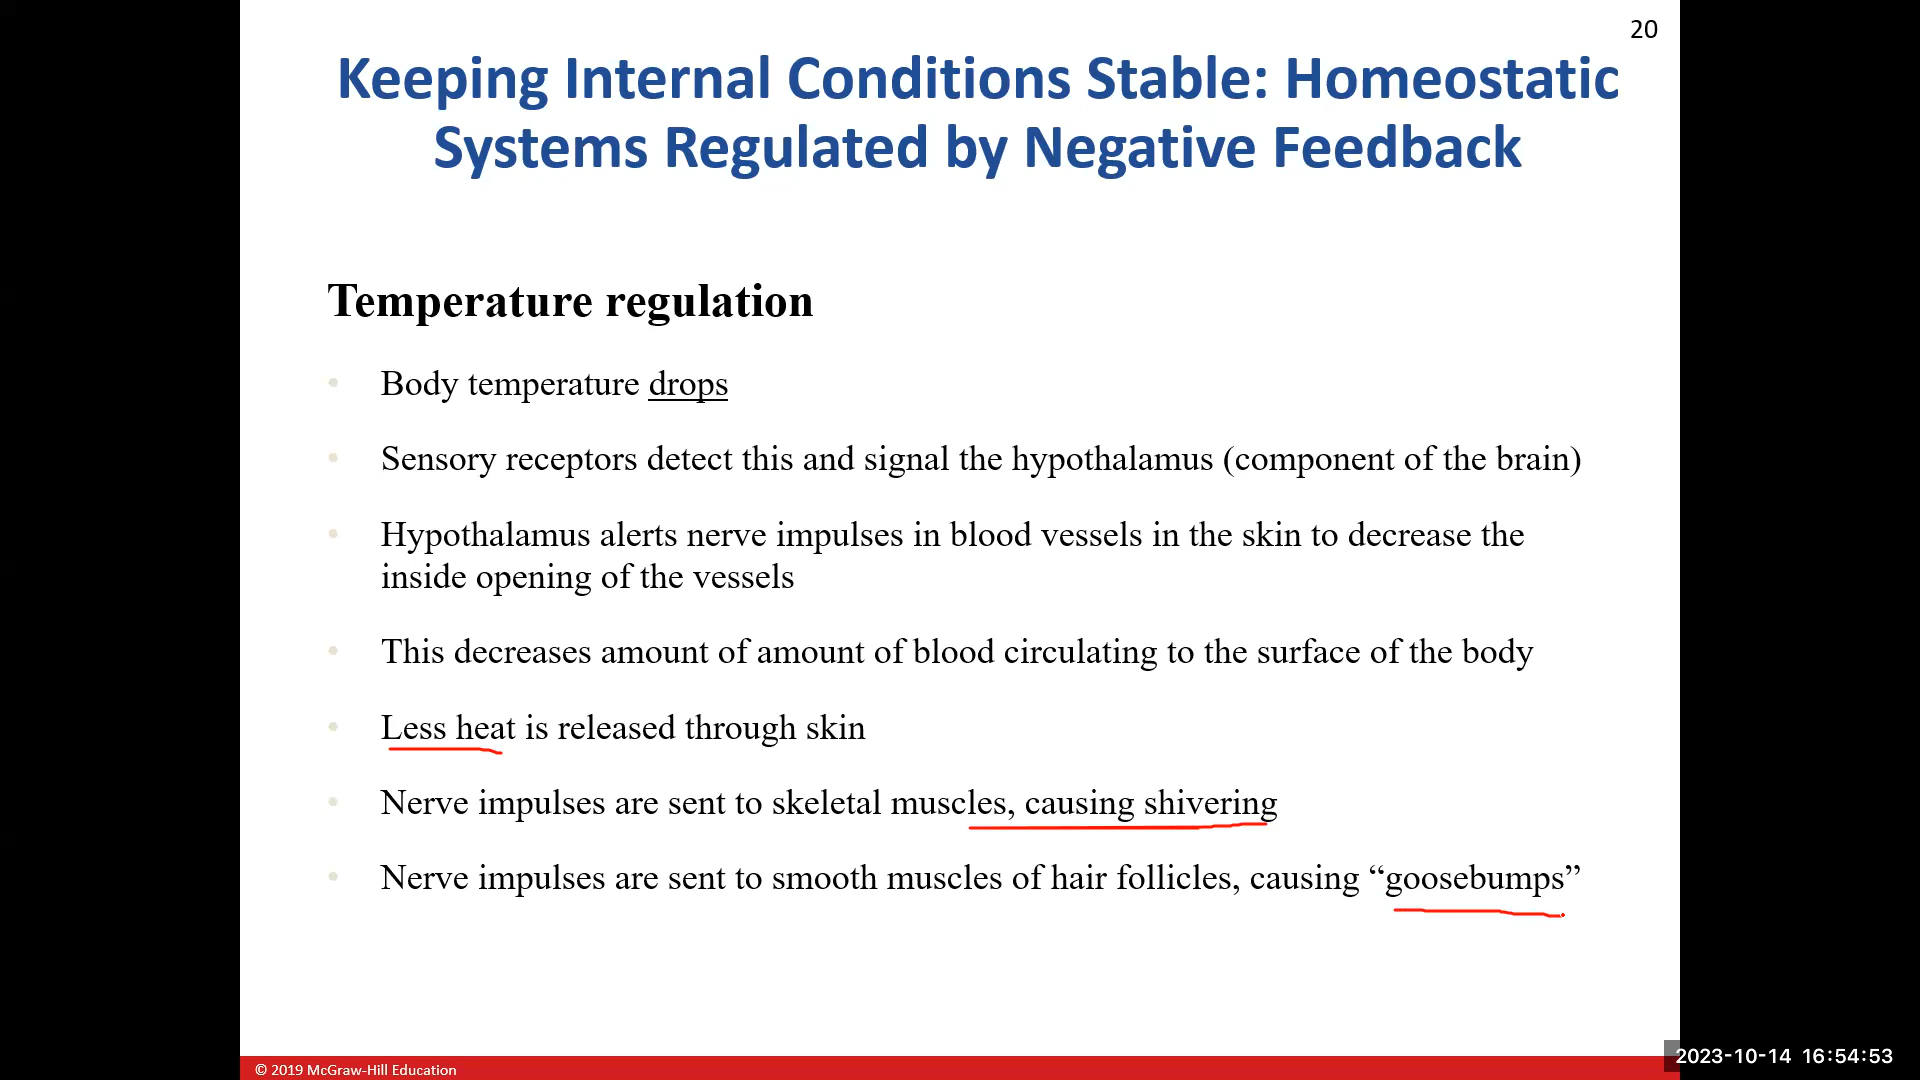 20
Keeping Internal Conditions Stable: Homeostatic
Systems Regulated by Negative Feedback
Temperature regulation
• Body temperature drops
• Sensory receptors detect this and signal the hypothalamus (component of the brain)
• Hypothalamus alerts nerve impulses in blood vessels in the skin to decrease the
inside opening of the vessels
• This decreases amount of amount of blood circulating to the surface of the body
• Less heat is released through skin
• Nerve impulses are sent to skeletal muscles, causing shivering
• Nerve impulses are sent to smooth muscles of hair follicles, causing “goosebumps”
© 2019 McGraw-Hill Education
2023-10-14 16:54:53